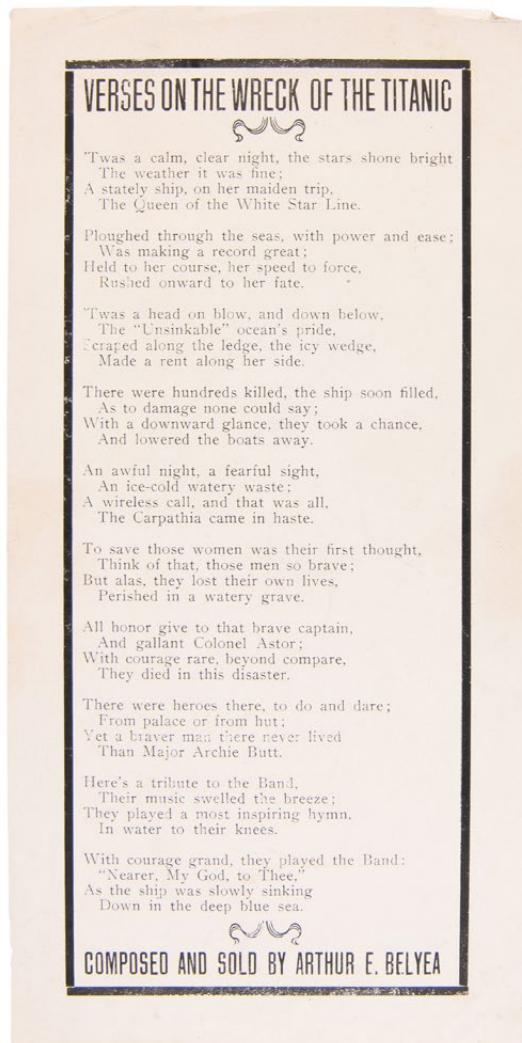 VERSES ON THE WRECK OF THE TITANIC
'Twas a calm, clear night, the stars shone bright
The weather it was fine;
A stately ship, on her maiden trip,
The Queen of the White Star Line.
Ploughed through the seas, with power and ease;
Was making a record great;
Held to her course, her speed to force,
Rushed onward to her fate.
'Twas a head on blow, and down below,
The "Unsinkable" ocean's pride,
Scraped along the ledge, the icy wedge,
Made a rent along her side.
There were hundreds killed, the ship soon filled,
As to damage none could say;
With a downward glance, they took a chance,
And lowered the boats away.
An awful night, a fearful sight,
An ice-cold watery waste;
A wireless call, and that was all,
The Carpathia came in haste.
To save those women was their first thought,
Think of that, those men so brave;
But alas, they lost their own lives,
Perished in a watery grave.
All honor give to that brave captain,
And gallant Colonel Astor;
With courage rare, beyond compare,
They died in this disaster.
There were heroes there, to do and dare;
From palace or from hut;
Yet a braver man there never lived
Than Major Archie Butt.
Here's a tribute to the Band,
Their music swelled the breeze;
They played a most inspiring hymn,
In water to their knees.
With courage grand, they played the Band:
"Nearer, My God, to Thee,"
As the ship was slowly sinking
Down in the deep blue sea.
COMPOSED AND SOLD BY ARTHUR E. BELYEA